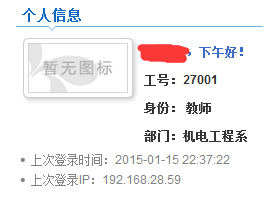 个人信息
暂无图标
，下午好！
工号：27001
身份：教师
部门：机电工程系
上次登录时间：2015-01-15 22:37:22
上次登录IP：192.168.28.59